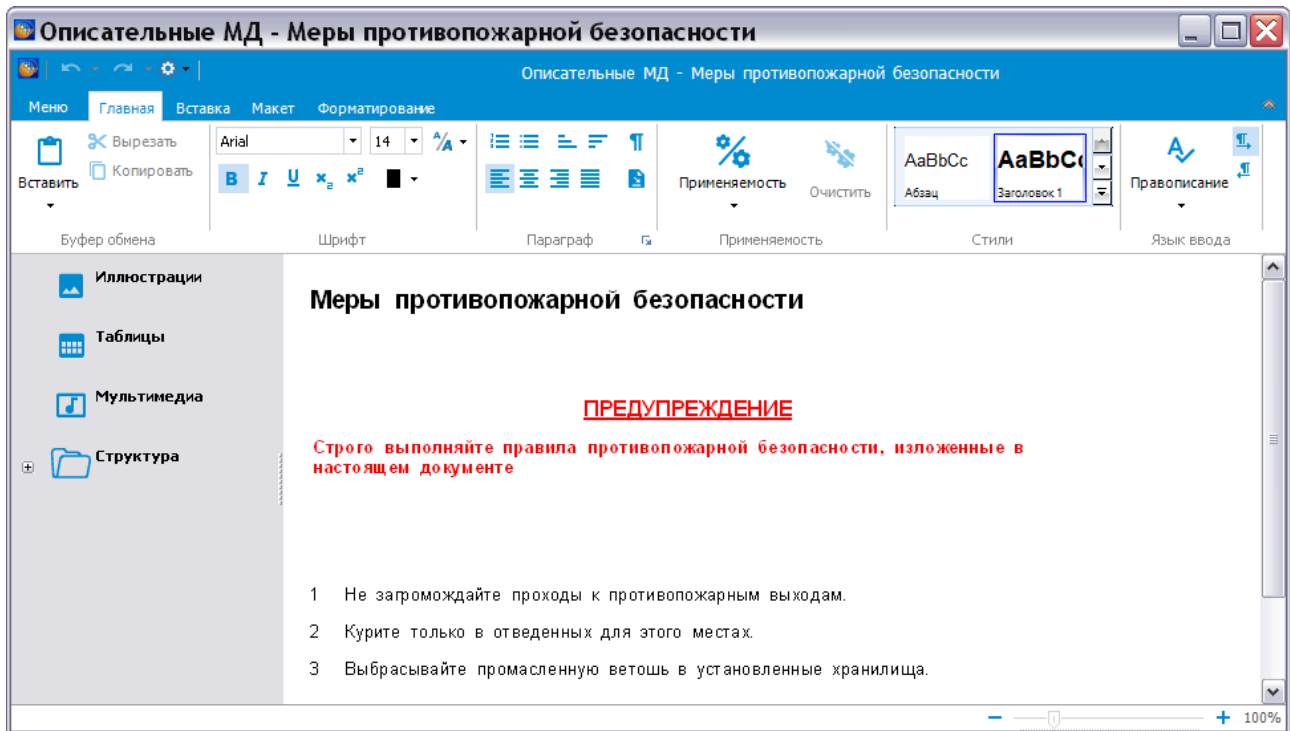 Описательные МД - Меры противопожарной безопасности
Описательные МД - Меры противопожарной безопасности
Меню Главная Вставка Макет Форматирование
Вставить
Вырезать
Копировать
Буфер обмена
Arial 14 A/A
B I U x₂ x²
Шрифт
Параграф
Применяемость
Очистить
Применяемость
AaBbCc
Абзац
AaBbC
Заголовок 1
Стили
Правописание
Язык ввода
Иллюстрации
Таблицы
Мультимедиа
Структура
Меры противопожарной безопасности
ПРЕДУПРЕЖДЕНИЕ
Строго выполняйте правила противопожарной безопасности, изложенные в
настоящем документе
1 Не загромождайте проходы к противопожарным выходам.
2 Курите только в отведенных для этого местах.
3 Выбрасывайте промасленную ветошь в установленные хранилища.
100%